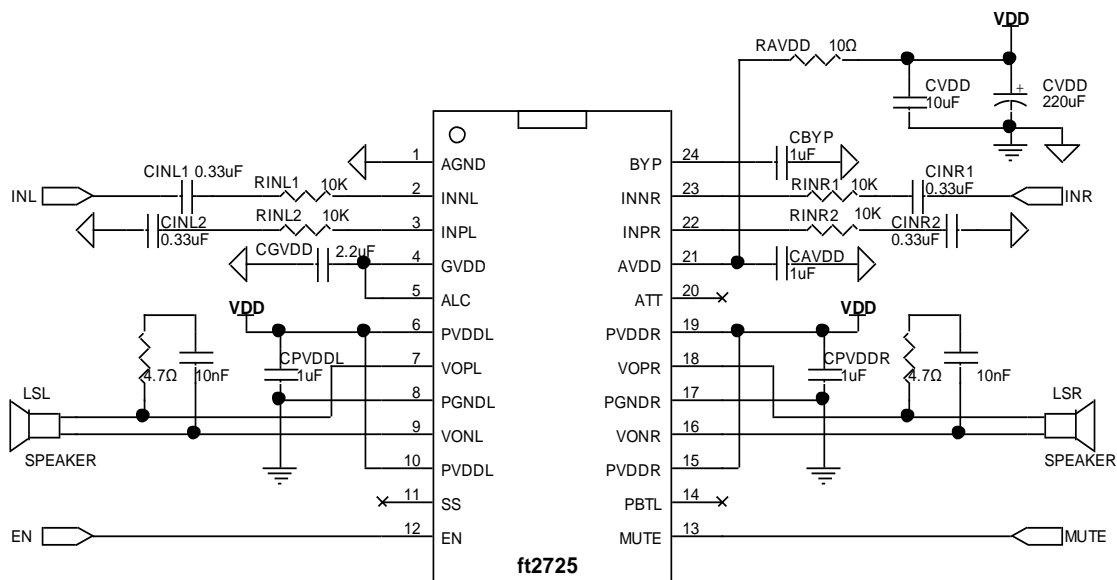 VDD
RAVDD 10Ω
CVDD
10uF
+
CVDD
220uF
CBYP
1uF
1 AGND
BYP 24
INL
CINL1 0.33uF
RINL1 10K
2 INNL
INNR 23
RINR1 10K
CINR1
0.33uF
INR
CINL2
0.33uF
RINL2 10K
3 INPL
INPR 22
RINR2 10K
CINR2
0.33uF
CGVDD 2.2uF
4 GVDD
AVDD 21
CAVDD
1uF
5 ALC
ATT 20
VDD
6 PVDDL
PVDDR 19
VDD
4.7Ω
10nF
CPVDDL
1uF
7 VOPL
VOPR 18
CPVDDR
1uF
4.7Ω
10nF
LSL
8 PGNDL
PGNDR 17
LSR
9 VONL
VONR 16
SPEAKER
SPEAKER
10 PVDDL
PVDDR 15
11 SS
PBTL 14
EN
12 EN
MUTE 13
MUTE
ft2725